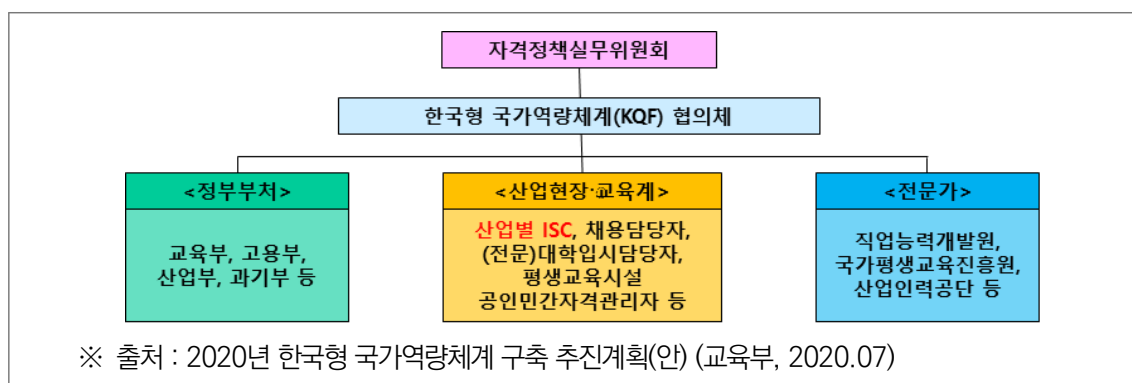 자격정책실무위원회
한국형 국가역량체계(KQF) 협의체
<정부부처>
교육부, 고용부,
산업부, 과기부 등
<산업현장·교육계>
산업별 ISC, 채용담당자,
(전문)대학입시담당자,
평생교육시설
공인민간자격관리자 등
<전문가>
직업능력개발원,
국가평생교육진흥원,
산업인력공단 등
※ 출처 : 2020년 한국형 국가역량체계 구축 추진계획(안) (교육부, 2020.07)